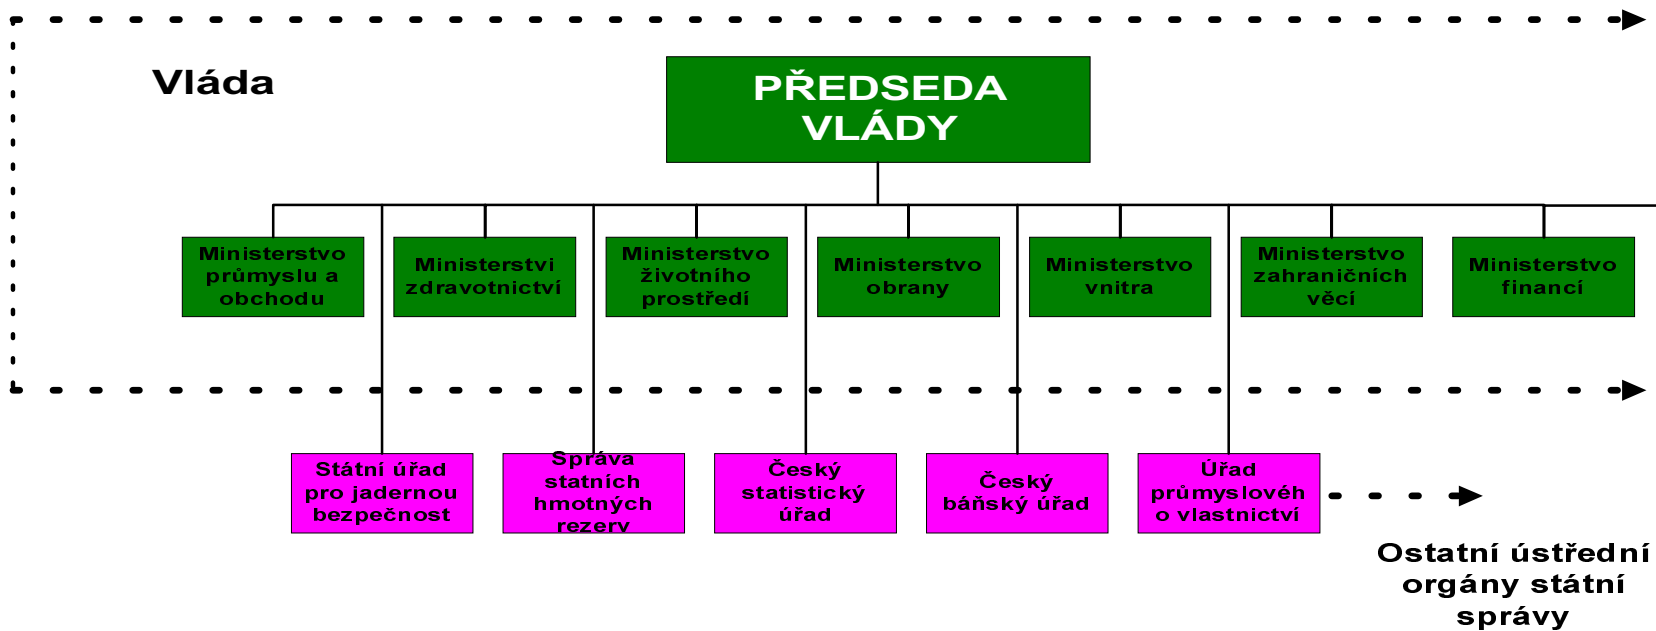 Vláda
PŘEDSEDA
VLÁDY
Ministerstvo
průmyslu a
obchodu
Ministerstvi
zdravotnictví
Ministerstvo
životního
prostředí
Ministerstvo
obrany
Ministerstvo
vnitra
Ministerstvo
zahraničních
věcí
Ministerstvo
financí
Státní úřad
pro jadernou
bezpečnost
Správa
statních
hmotných
rezerv
Český
statistický
úřad
Český
báňský úřad
Úřad
průmyslovéh
o vlastnictví
Ostatní ústřední
orgány státní
správy